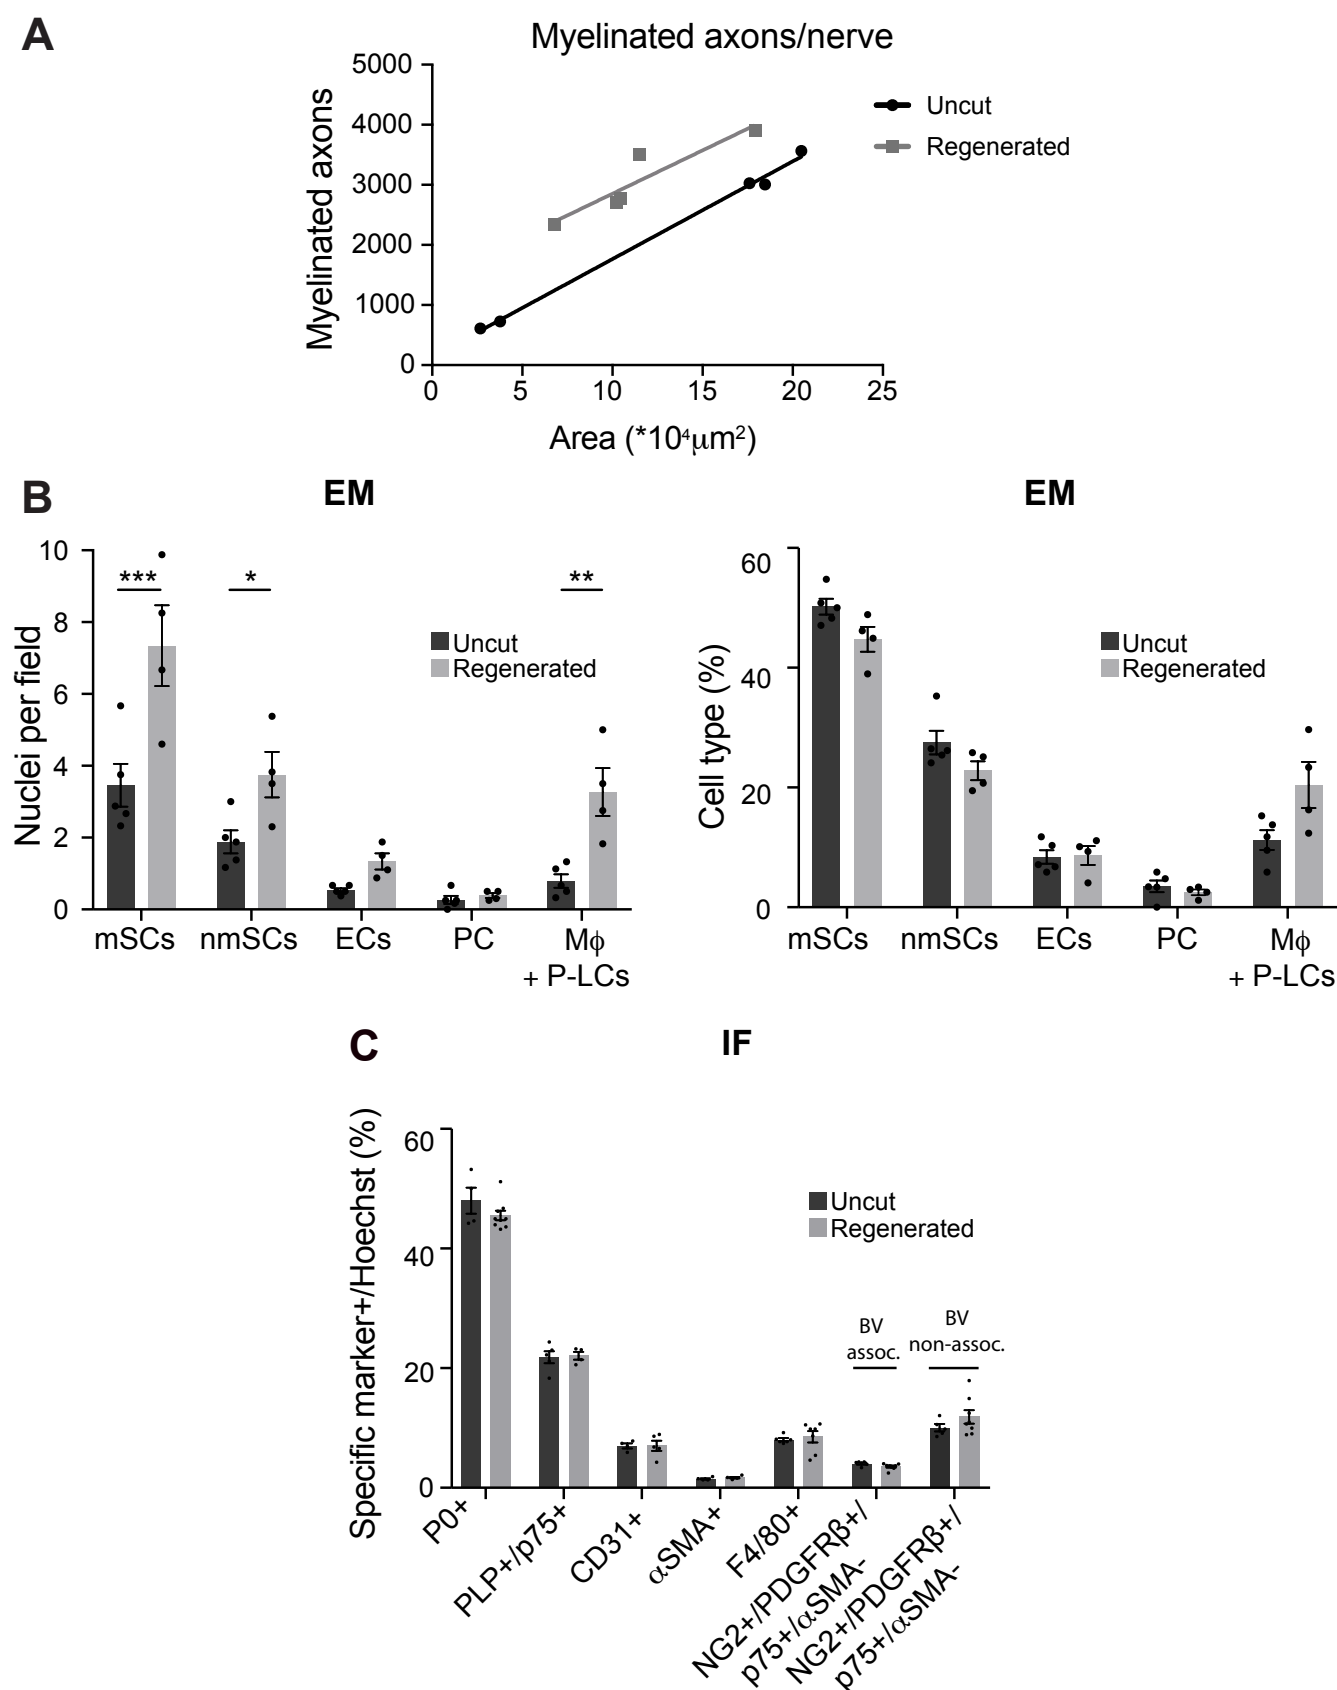 A
Myelinated axons/nerve
5000
4000
3000
2000
1000
0
Myelinated axons
0 5 10 15 20 25
Area (*10⁴μm²)
Uncut
Regenerated
B
EM
10
8
6
4
2
0
Nuclei per field
***
*
**
Uncut
Regenerated
mSCs nmSCs ECs PC Mϕ
+ P-LCs
EM
60
40
20
0
Cell type (%)
Uncut
Regenerated
mSCs nmSCs ECs PC Mϕ
+ P-LCs
C
IF
60
40
20
0
Specific marker+/Hoechst (%)
Uncut
Regenerated
BV
assoc.
BV
non-assoc.
P0+
PLP+/p75+
CD31+
αSMA+
F4/80+
NG2+/PDGFRβ+/
p75+/αSMA-
NG2+/PDGFRβ+/
p75+/αSMA-